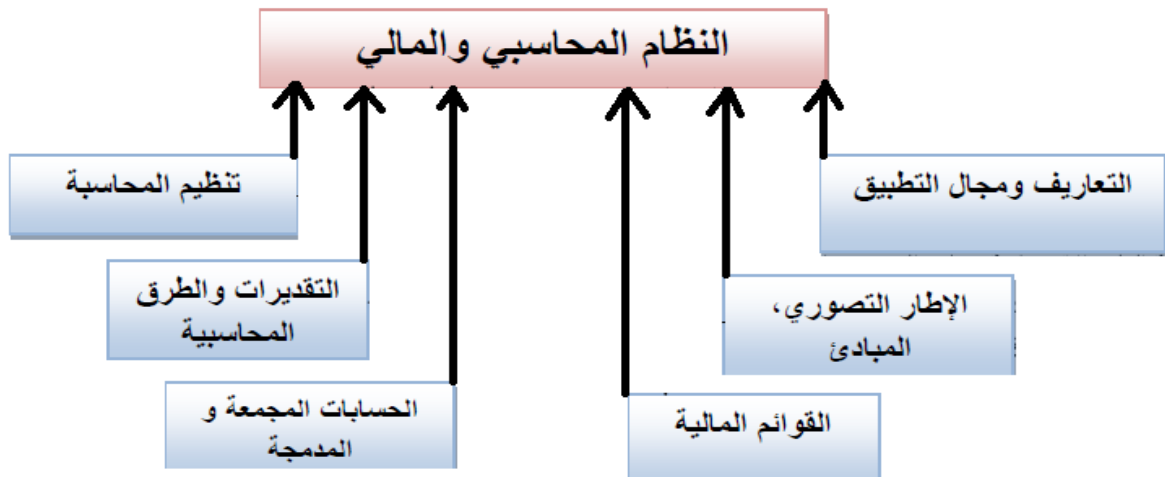 النظام المحاسبي والمالي
التعاريف ومجال التطبيق
تنظيم المحاسبة
الإطار التصوري،
المبادئ
التقديرات والطرق
المحاسبية
القوائم المالية
الحسابات المجمعة و
المدمجة